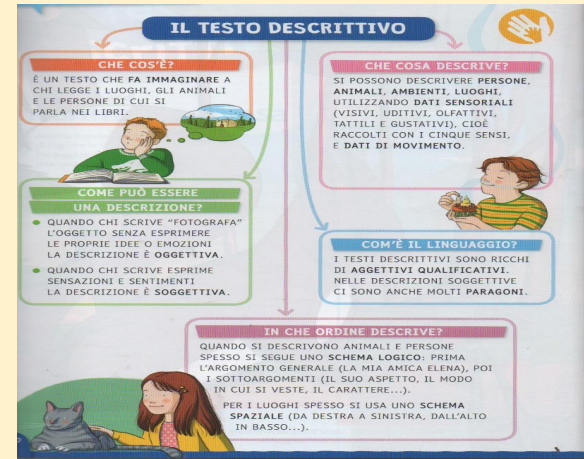 IL TESTO DESCRITTIVO
CHE COS'È?
È UN TESTO CHE FA IMMAGINARE A
CHI LEGGE I LUOGHI, GLI ANIMALI
E LE PERSONE DI CUI SI
PARLA NEI LIBRI.
CHE COSA DESCRIVE?
SI POSSONO DESCRIVERE PERSONE,
ANIMALI, AMBIENTI, LUOGHI,
UTILIZZANDO DATI SENSORIALI
(VISIVI, UDITIVI, OLFATTIVI,
TATTILI E GUSTATIVI), CIOÈ
RACCOLTI CON I CINQUE SENSI,
E DATI DI MOVIMENTO.
COME PUÒ ESSERE
UNA DESCRIZIONE?
QUANDO CHI SCRIVE "FOTOGRAFA"
L'OGGETTO SENZA ESPRIMERE
LE PROPRIE IDEE O EMOZIONI
LA DESCRIZIONE È OGGETTIVA.
QUANDO CHI SCRIVE ESPRIME
SENSAZIONI E SENTIMENTI
LA DESCRIZIONE È SOGGETTIVA.
COM'È IL LINGUAGGIO?
I TESTI DESCRITTIVI SONO RICCHI
DI AGGETTIVI QUALIFICATIVI.
NELLE DESCRIZIONI SOGGETTIVE
CI SONO ANCHE MOLTI PARAGONI.
IN CHE ORDINE DESCRIVE?
QUANDO SI DESCRIVONO ANIMALI E PERSONE
SPESSO SI SEGUE UNO SCHEMA LOGICO: PRIMA
L'ARGOMENTO GENERALE (LA MIA AMICA ELENA), POI
I SOTTOARGOMENTI (IL SUO ASPETTO, IL MODO
IN CUI SI VESTE, IL CARATTERE...).
PER I LUOGHI SPESSO SI USA UNO SCHEMA
SPAZIALE (DA DESTRA A SINISTRA, DALL'ALTO
IN BASSO...).